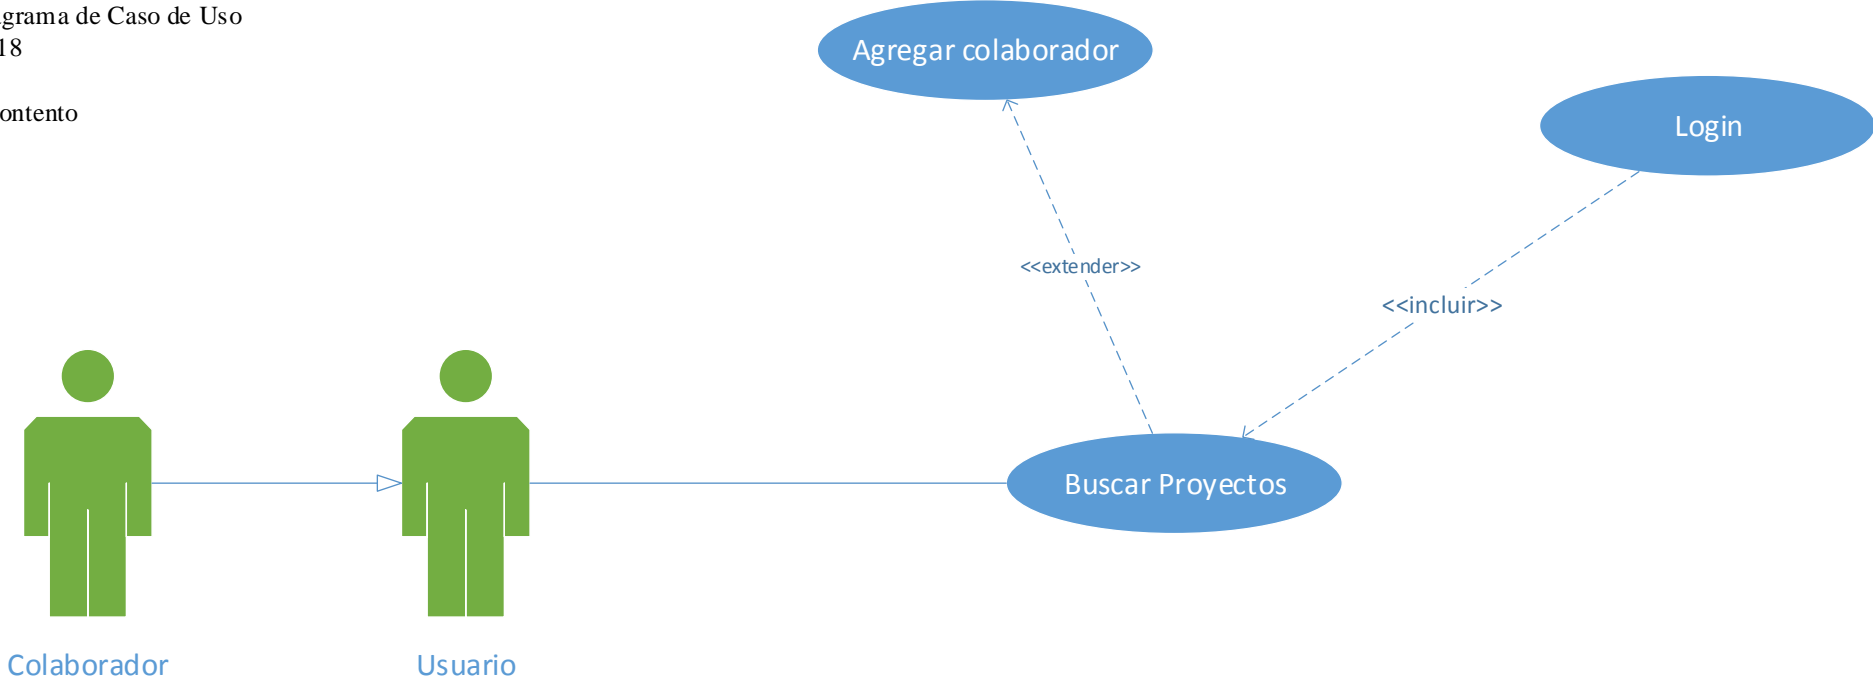 grama de Caso de Uso
18
ontento
Agregar colaborador
Login
<<extender>>
<<incluir>>
Buscar Proyectos
Colaborador
Usuario